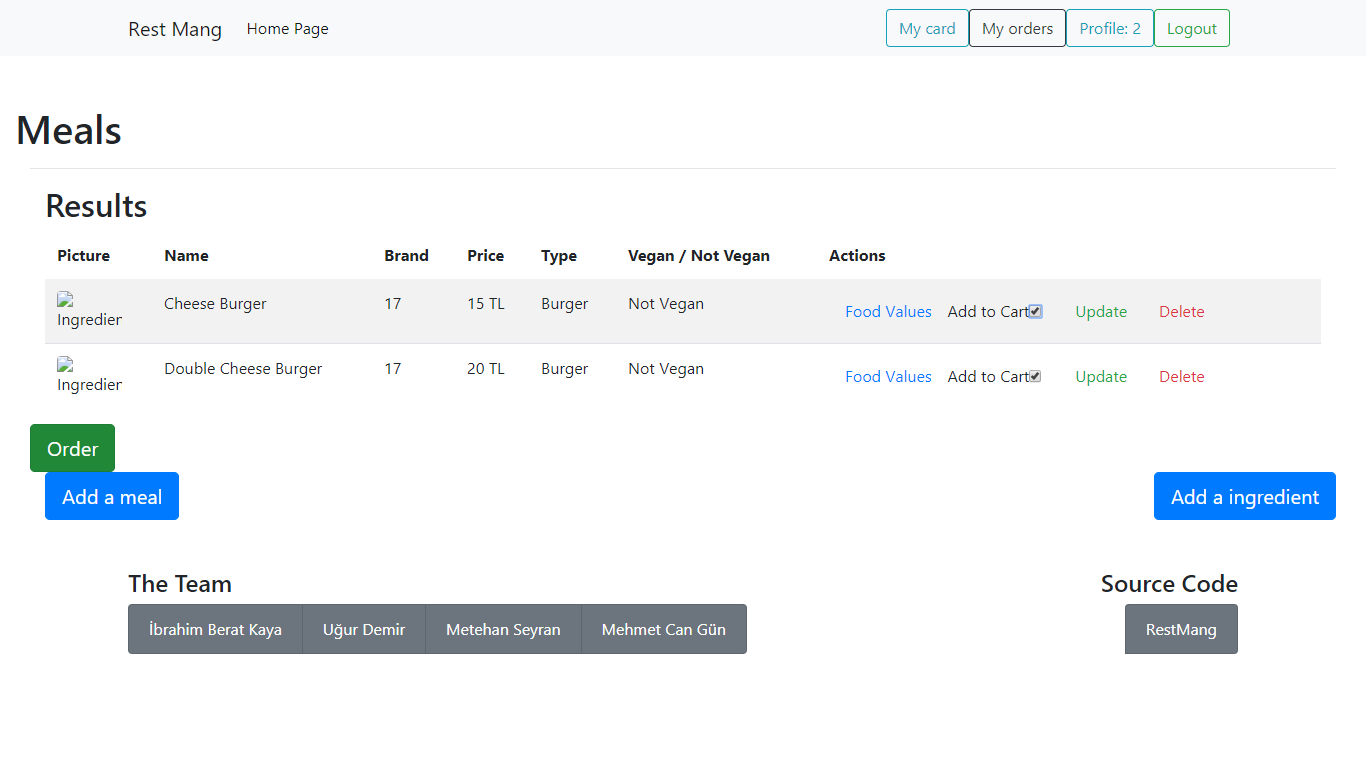 Rest Mang Home Page My card My orders Profile: 2 Logout
Meals
Results
Picture Name Brand Price Type Vegan / Not Vegan Actions
Ingredien Cheese Burger 17 15 TL Burger Not Vegan Food Values Add to Cart Update Delete
Ingredien Double Cheese Burger 17 20 TL Burger Not Vegan Food Values Add to Cart Update Delete
Order
Add a meal Add a ingredient
The Team Source Code
İbrahim Berat Kaya Uğur Demir Metehan Seyran Mehmet Can Gün RestMang